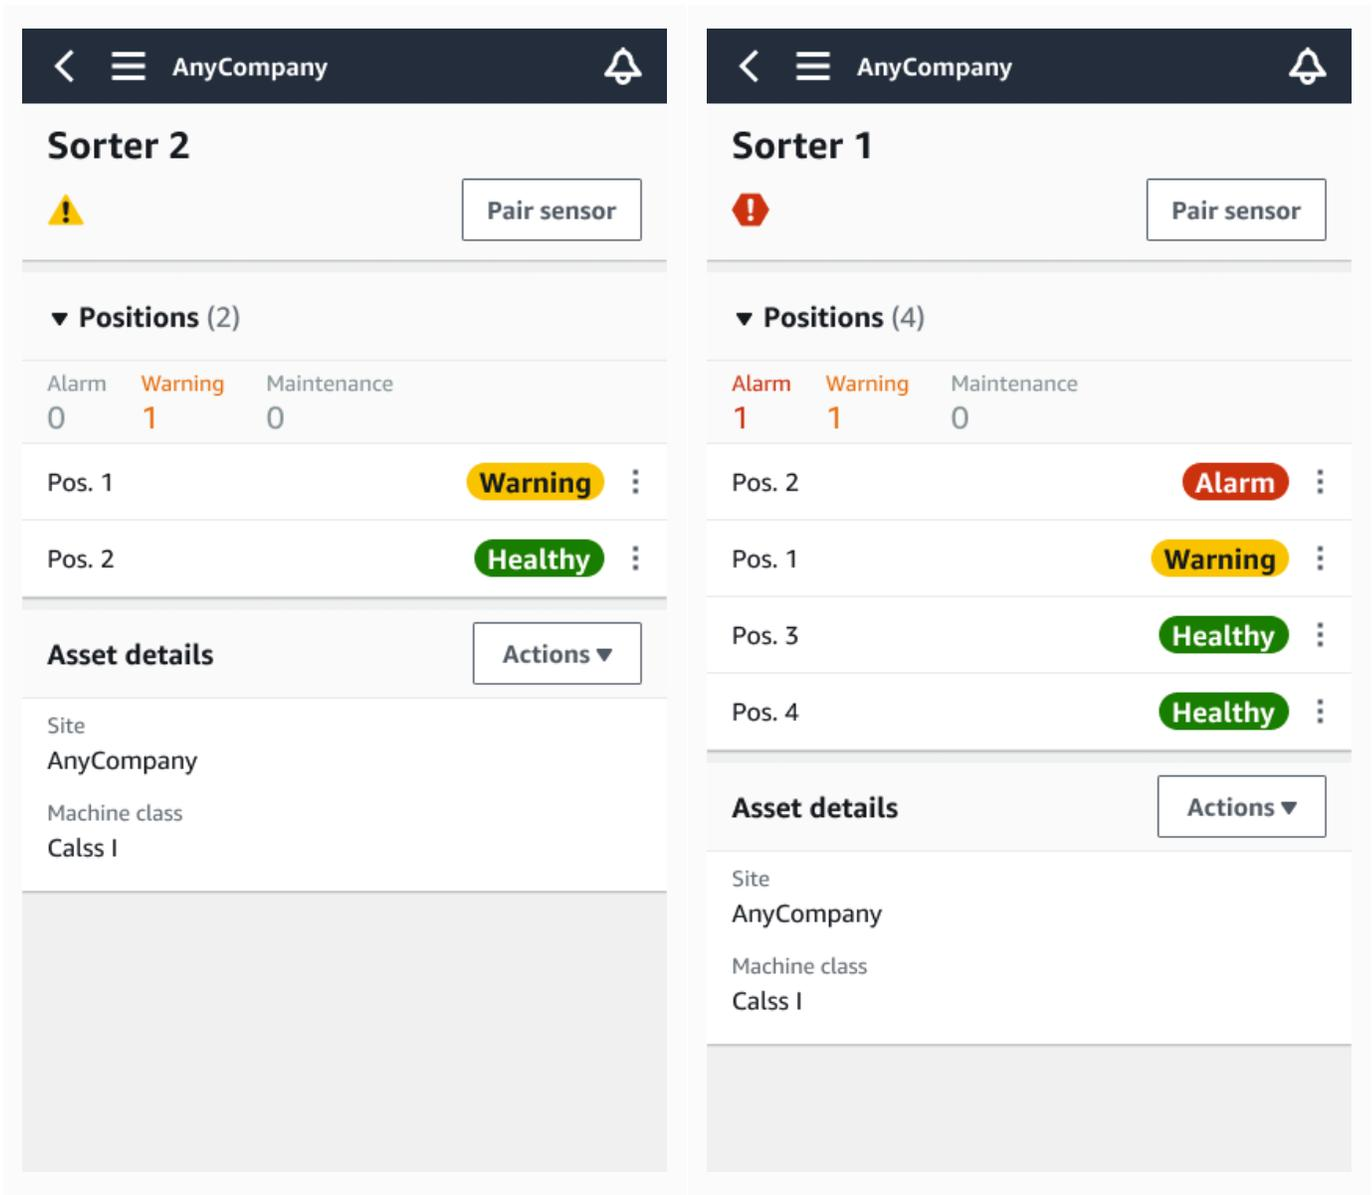 AnyCompany
Sorter 2
Pair sensor
Positions (2)
Alarm Warning Maintenance
0 1 0
Pos. 1 Warning
Pos. 2 Healthy
Asset details Actions
Site
AnyCompany
Machine class
Calss I
AnyCompany
Sorter 1
Pair sensor
Positions (4)
Alarm Warning Maintenance
1 1 0
Pos. 2 Alarm
Pos. 1 Warning
Pos. 3 Healthy
Pos. 4 Healthy
Asset details Actions
Site
AnyCompany
Machine class
Calss I